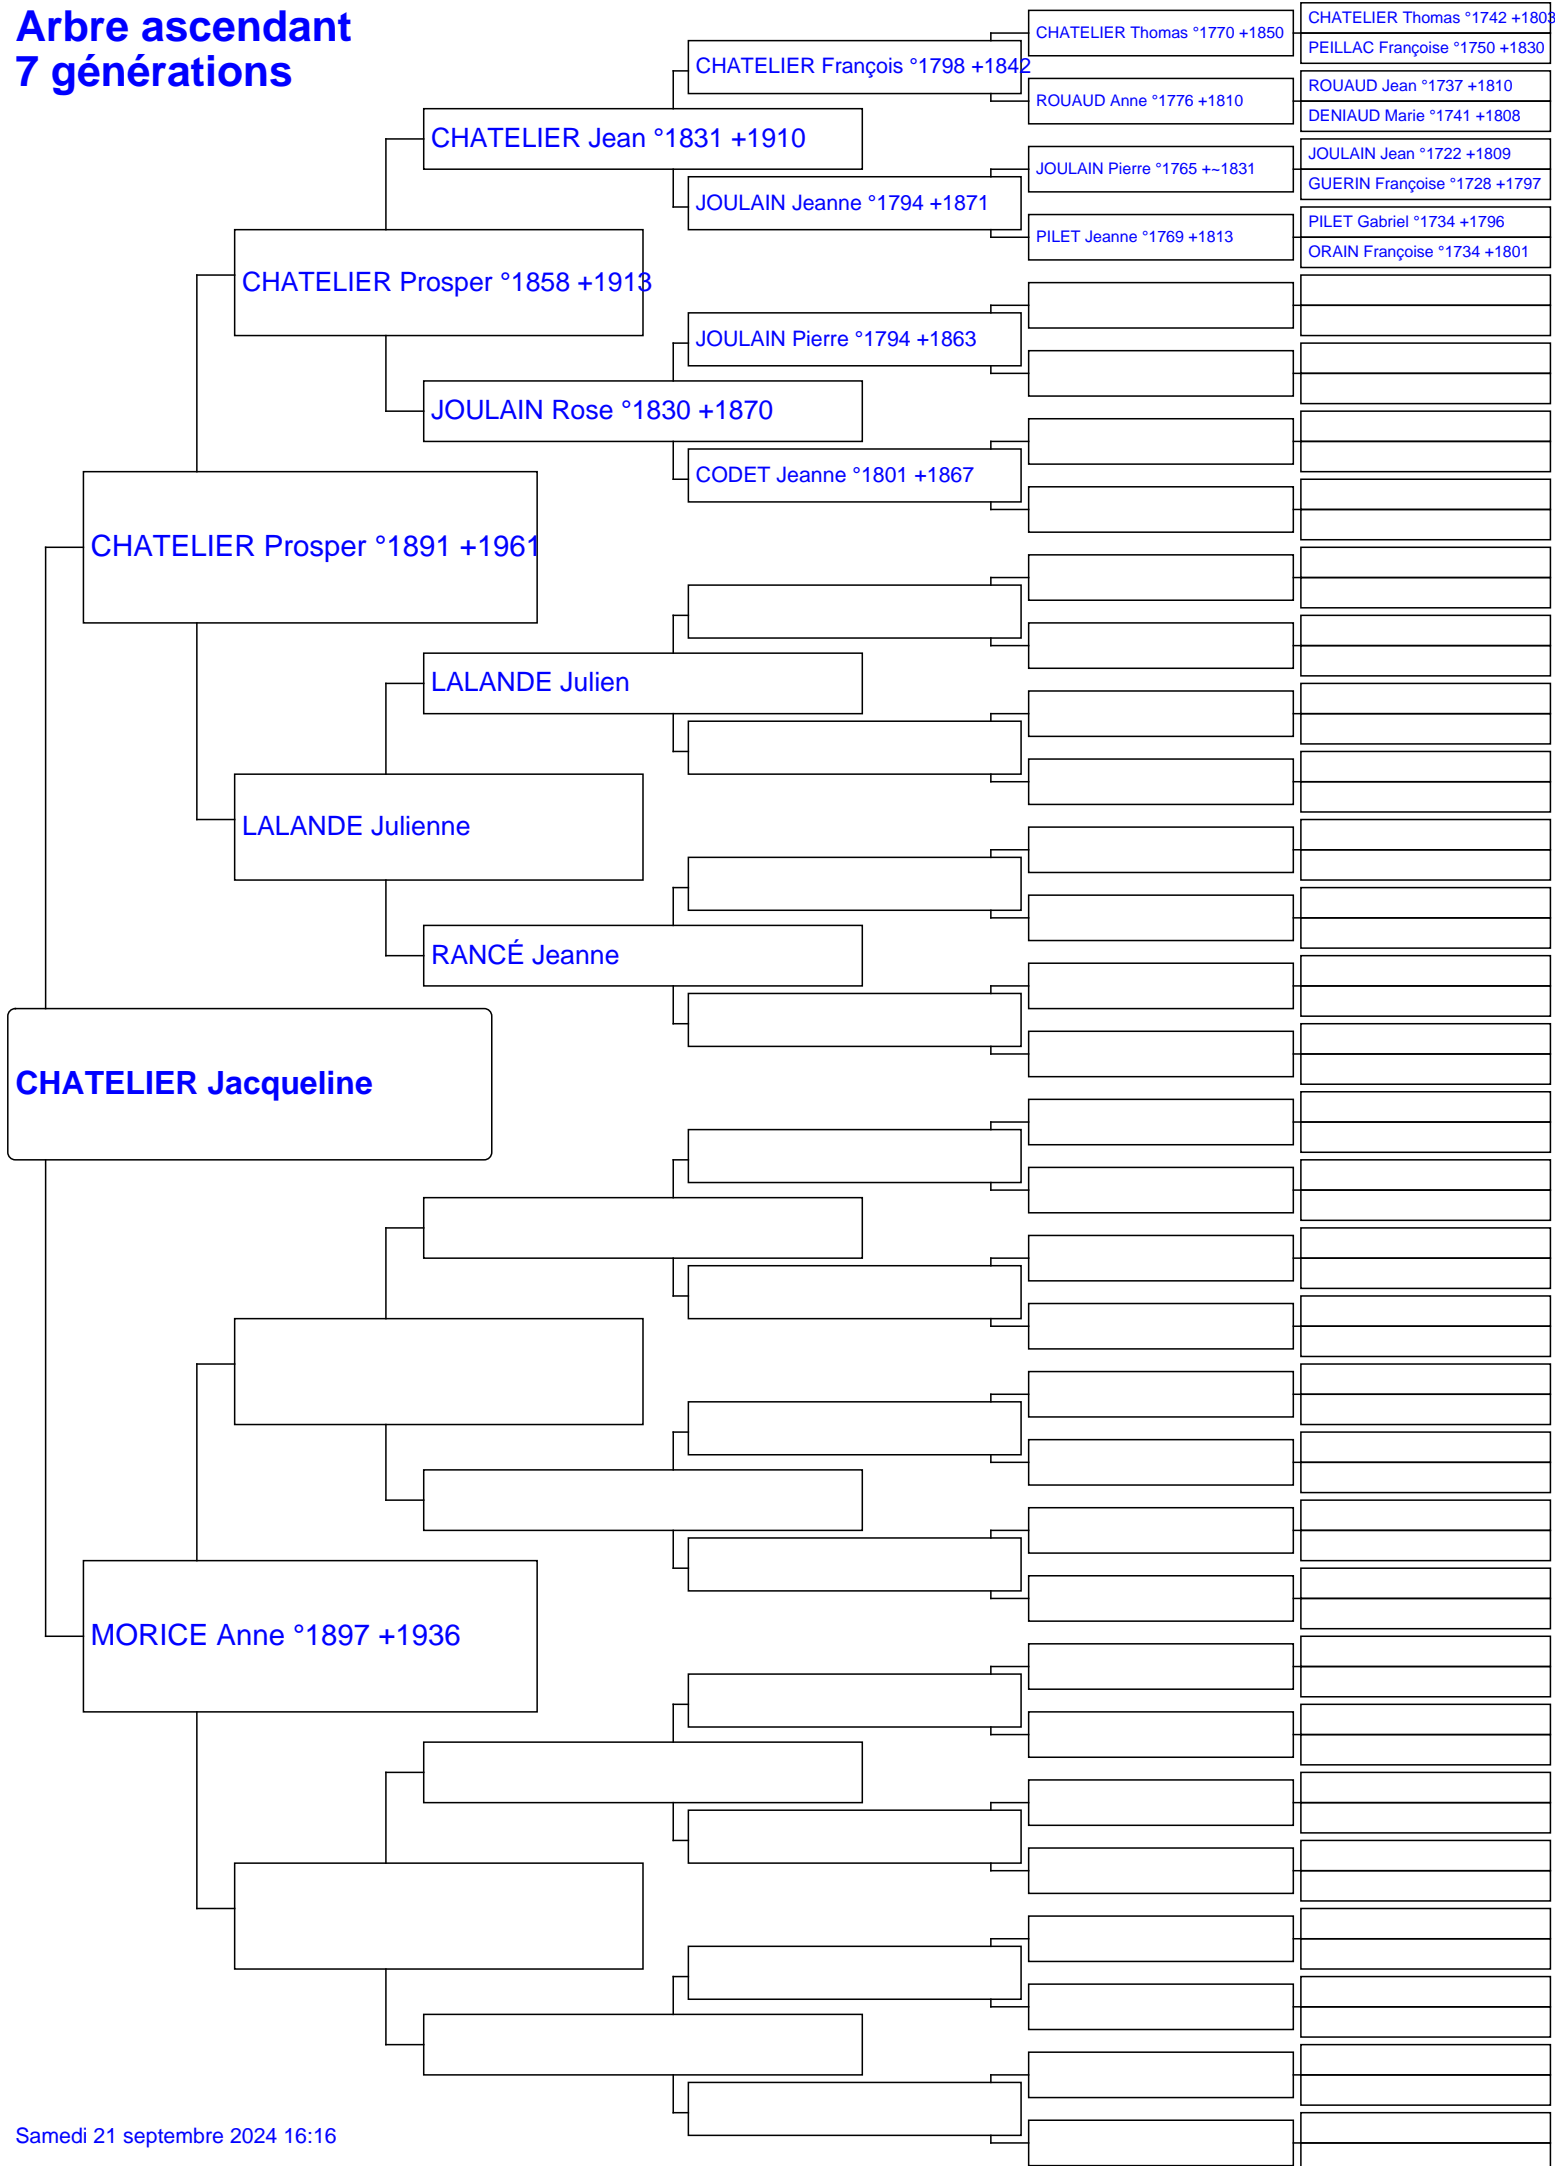 Arbre ascendant
7 générations
CHATELIER Jacqueline
CHATELIER Prosper °1891 +1961
MORICE Anne °1897 +1936
CHATELIER Prosper °1858 +1913
LALANDE Julienne
CHATELIER Jean °1831 +1910
JOULAIN Rose °1830 +1870
LALANDE Julien
RANCÉ Jeanne
CHATELIER François °1798 +1842
JOULAIN Jeanne °1794 +1871
JOULAIN Pierre °1794 +1863
CODET Jeanne °1801 +1867
CHATELIER Thomas °1770 +1850
ROUAUD Anne °1776 +1810
JOULAIN Pierre °1765 +~1831
PILET Jeanne °1769 +1813
CHATELIER Thomas °1742 +1803
PEILLAC Françoise °1750 +1830
ROUAUD Jean °1737 +1810
DENIAUD Marie °1741 +1808
JOULAIN Jean °1722 +1809
GUERIN Françoise °1728 +1797
PILET Gabriel °1734 +1796
ORAIN Françoise °1734 +1801
Samedi 21 septembre 2024 16:16